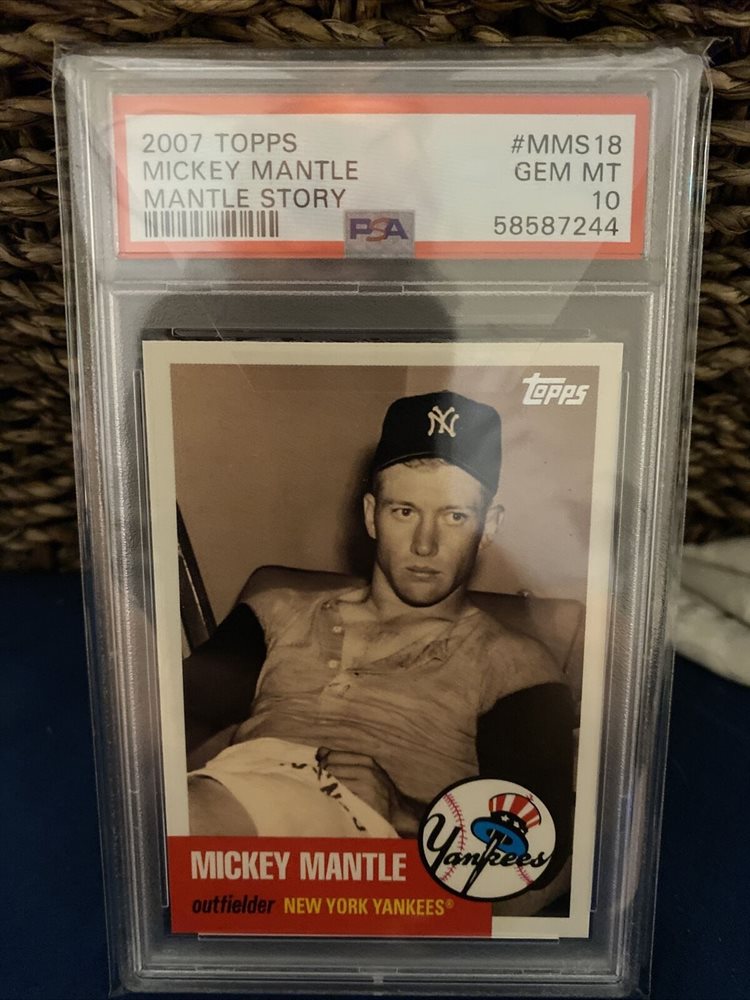 2007 TOPPS #MMS18
MICKEY MANTLE GEM MT
MANTLE STORY 10
PSA 58587244
topps
NY
Yankees
MICKEY MANTLE
outfielder NEW YORK YANKEES®